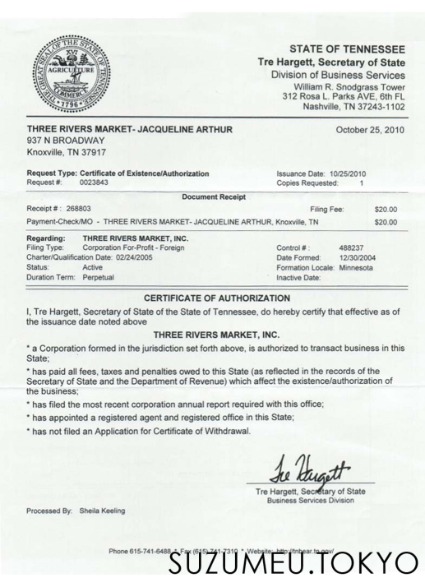 STATE OF TENNESSEE
Tre Hargett, Secretary of State
Division of Business Services
William R. Snodgrass Tower
312 Rosa L. Parks AVE, 6th FL
Nashville, TN 37243-1102
THE STATE OF
XVI
AGRICULTURE
COMMERCE
1796
THREE RIVERS MARKET- JACQUELINE ARTHUR
937 N BROADWAY
Knoxville, TN 37917
October 25, 2010
Request Type: Certificate of Existence/Authorization
Request #: 0023843
Issuance Date: 10/25/2010
Copies Requested: 1
Document Receipt
Receipt # : 268803
Filing Fee: $20.00
Payment-Check/MO - THREE RIVERS MARKET- JACQUELINE ARTHUR, Knoxville, TN $20.00
Regarding: THREE RIVERS MARKET, INC.
Filing Type: Corporation For-Profit - Foreign
Charter/Qualification Date: 02/24/2005
Status: Active
Duration Term: Perpetual
Control # : 488237
Date Formed: 12/30/2004
Formation Locale: Minnesota
Inactive Date:
CERTIFICATE OF AUTHORIZATION
I, Tre Hargett, Secretary of State of the State of Tennessee, do hereby certify that effective as of
the issuance date noted above
THREE RIVERS MARKET, INC.
* a Corporation formed in the jurisdiction set forth above, is authorized to transact business in this
State;
* has paid all fees, taxes and penalties owed to this State (as reflected in the records of the
Secretary of State and the Department of Revenue) which affect the existence/authorization of
the business;
* has filed the most recent corporation annual report required with this office;
* has appointed a registered agent and registered office in this State;
* has not filed an Application for Certificate of Withdrawal.
Tre Hargett
Tre Hargett, Secretary of State
Business Services Division
Processed By: Sheila Keeling
Phone 615-741-6488 * Fax (615) 741-7310 * Website:
SUZUMEU.TOKYO